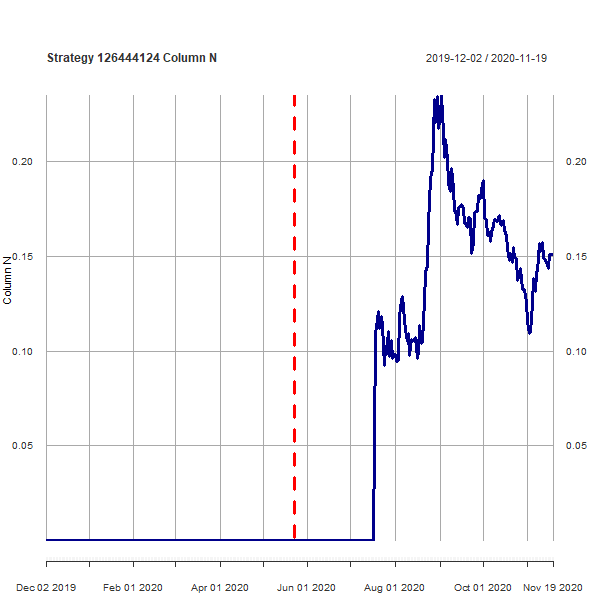 Strategy 126444124 Column N
2019-12-02 / 2020-11-19
0.20
0.20
0.15
0.15
Column N
0.10
0.10
0.05
0.05
Dec 02 2019
Feb 01 2020
Apr 01 2020
Jun 01 2020
Aug 01 2020
Oct 01 2020
Nov 19 2020